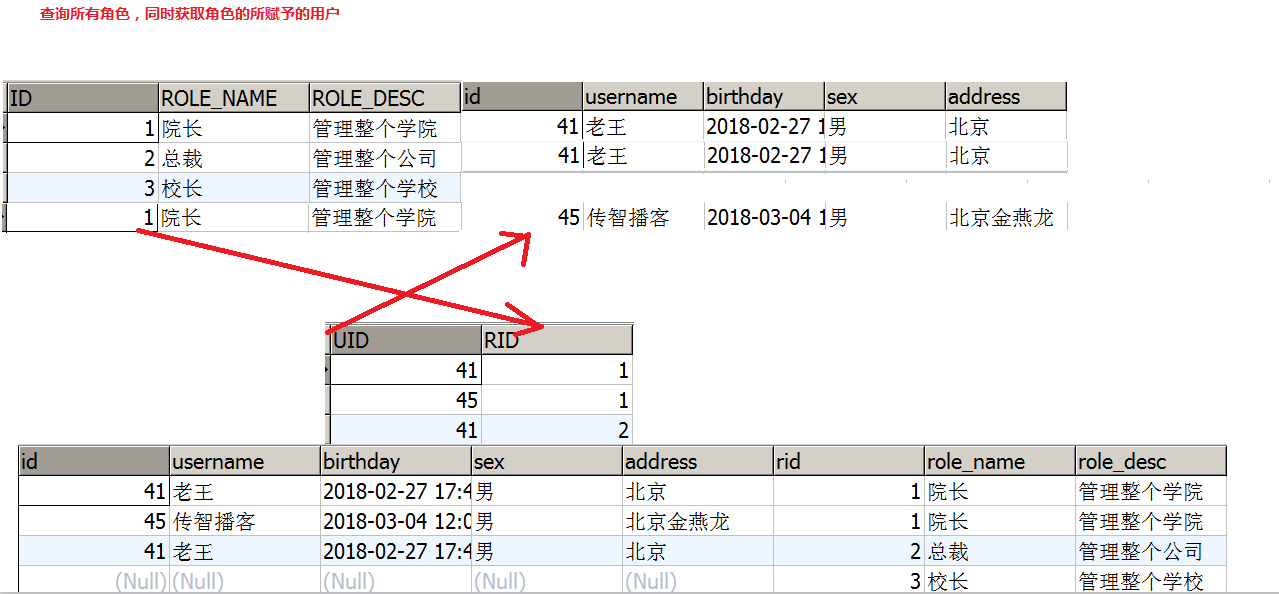 查询所有角色，同时获取角色的所赋予的用户
ID ROLE_NAME ROLE_DESC id username birthday sex address
1 院长 管理整个学院 41 老王 2018-02-27 1 男 北京
2 总裁 管理整个公司 41 老王 2018-02-27 1 男 北京
3 校长 管理整个学校
1 院长 管理整个学院 45 传智播客 2018-03-04 1 男 北京金燕龙
UID RID
41 1
45 1
41 2
id username birthday sex address rid role_name role_desc
41 老王 2018-02-27 17:4 男 北京 1 院长 管理整个学院
45 传智播客 2018-03-04 12:0 男 北京金燕龙 1 院长 管理整个学院
41 老王 2018-02-27 17:4 男 北京 2 总裁 管理整个公司
(Null) (Null) (Null) (Null) (Null) 3 校长 管理整个学校